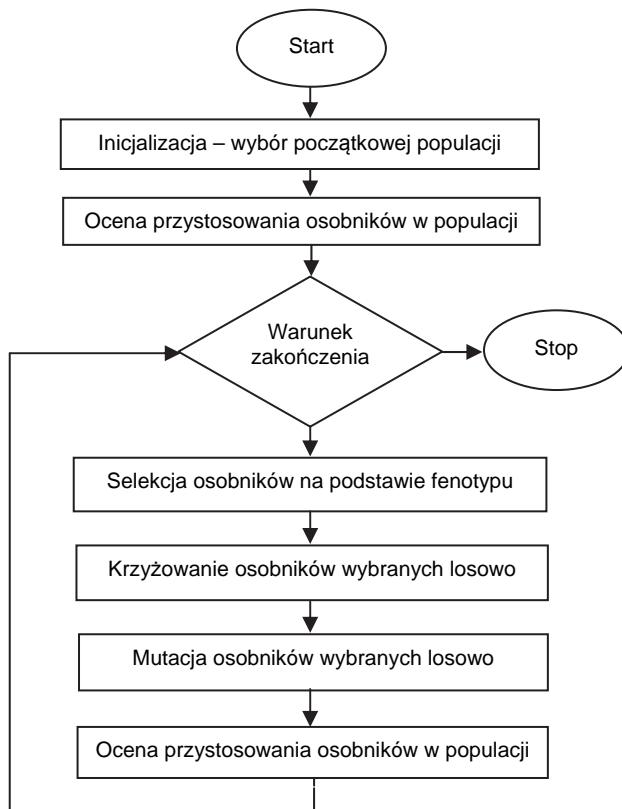 Start
Inicjalizacja – wybór początkowej populacji
Ocena przystosowania osobników w populacji
Warunek
zakończenia
Stop
Selekcja osobników na podstawie fenotypu
Krzyżowanie osobników wybranych losowo
Mutacja osobników wybranych losowo
Ocena przystosowania osobników w populacji